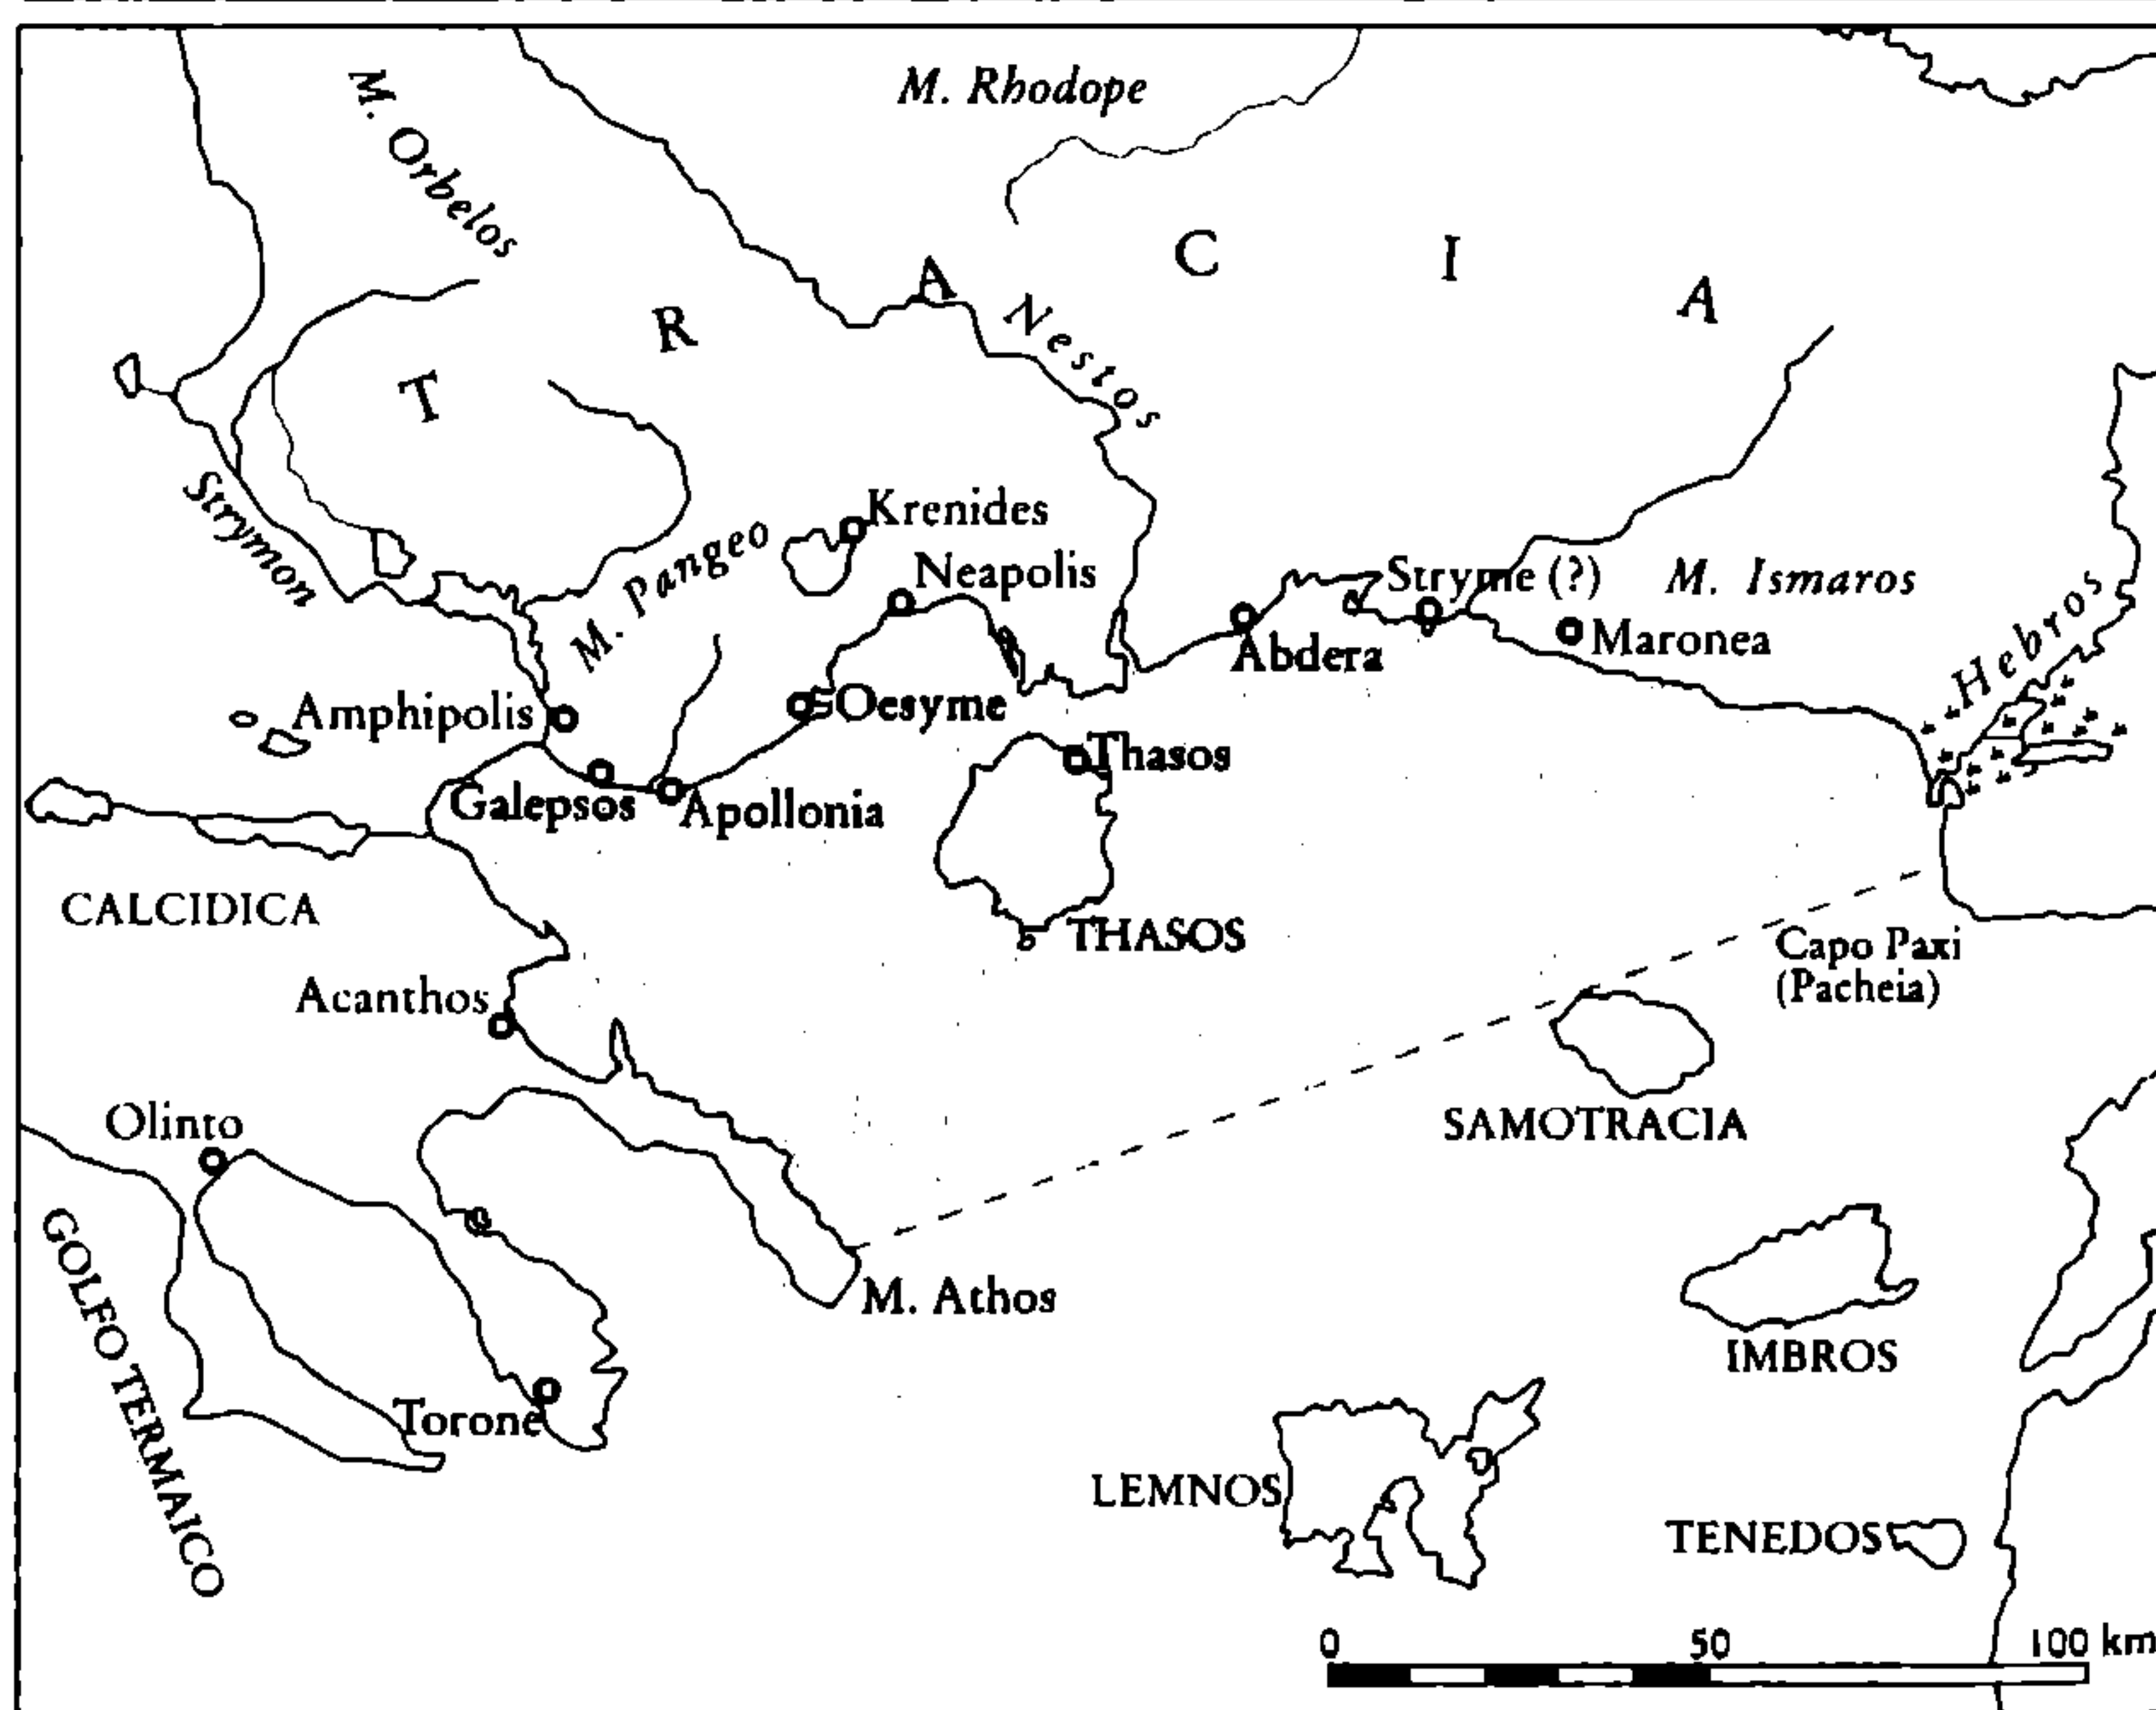 M. Rhodope
M. Orbelos
T R A C I A
Nestos
Strymon
Krenides
M. Pangeo
Neapolis
Stryme (?)
M. Ismaros
Maronea
Abdera
Hebros
Amphipolis
Oesyme
Thasos
Galepsos
Apollonia
CALCIDICA
THASOS
Capo Paxi
(Pacheia)
Acanthos
Olinto
SAMOTRACIA
GOLFO TERMAICO
M. Athos
IMBROS
Torone
LEMNOS
TENEDOS
0 50 100 km